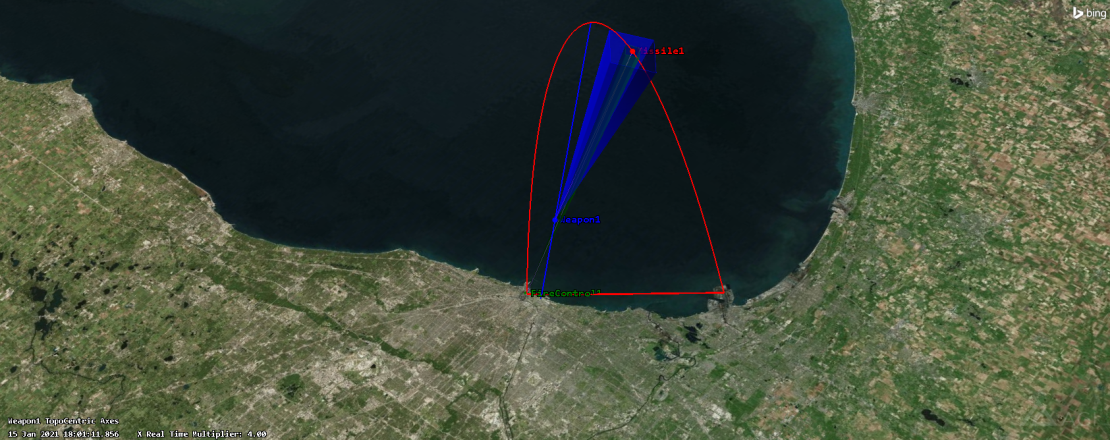 bing
Missile1
Weapon1
FireControl1
Weapon1 TopoCentric Axes
15 Jan 2021 18:01:11.856 X Real Time Multiplier: 4.00